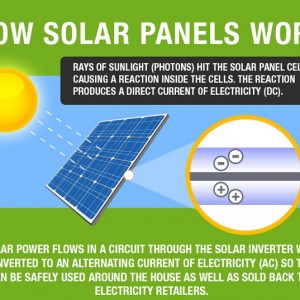 OW SOLAR PANELS WOR
RAYS OF SUNLIGHT (PHOTONS) HIT THE SOLAR PANEL CEL
CAUSING A REACTION INSIDE THE CELLS. THE REACTION
PRODUCES A DIRECT CURRENT OF ELECTRICITY (DC).
LAR POWER FLOWS IN A CIRCUIT THROUGH THE SOLAR INVERTER W
NVERTED TO AN ALTERNATING CURRENT OF ELECTRICITY (AC) SO T
AN BE SAFELY USED AROUND THE HOUSE AS WELL AS SOLD BACK T
ELECTRICITY RETAILERS.